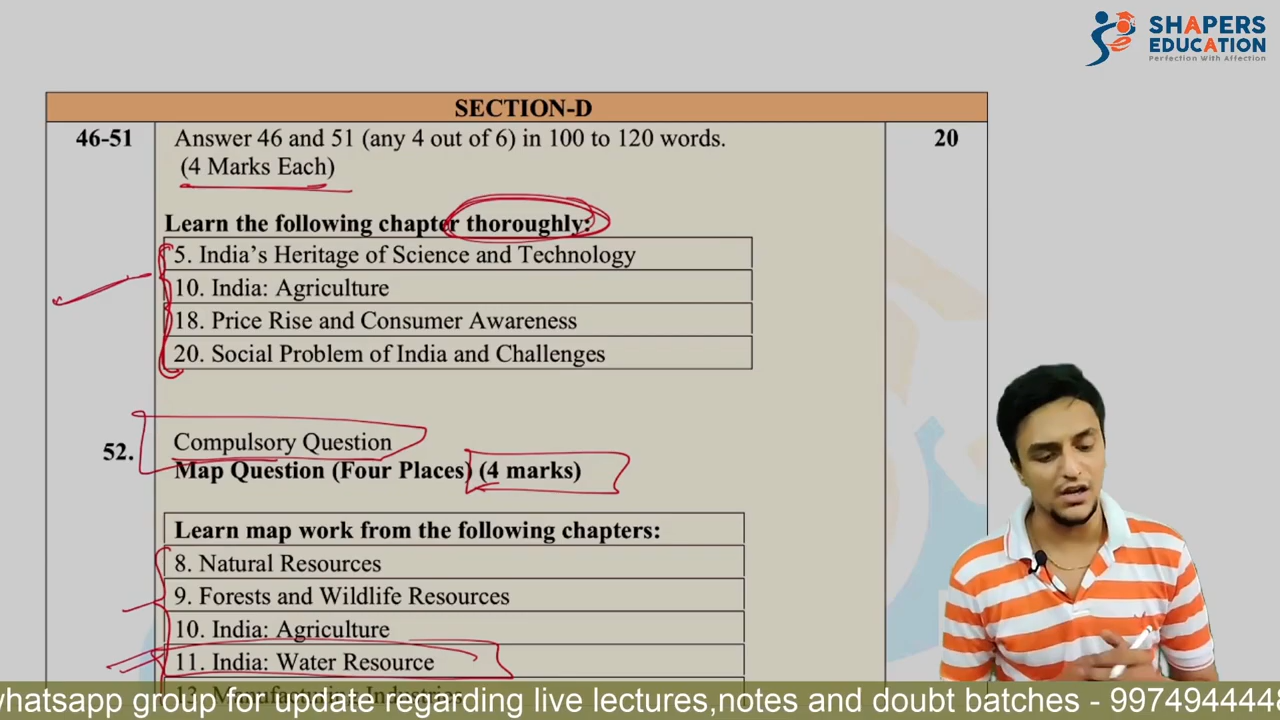 SHAPERS
EDUCATION
Perfection With Affection
SECTION-D
46-51
Answer 46 and 51 (any 4 out of 6) in 100 to 120 words.
20
(4 Marks Each)
Learn the following chapter thoroughly:
5. India's Heritage of Science and Technology
10. India: Agriculture
18. Price Rise and Consumer Awareness
20. Social Problem of India and Challenges
52.
Compulsory Question
Map Question (Four Places) (4 marks)
Learn map work from the following chapters:
8. Natural Resources
9. Forests and Wildlife Resources
10. India: Agriculture
11. India: Water Resource
13. Manufacturing Industries
whatsapp group for update regarding live lectures,notes and doubt batches - 9974944448